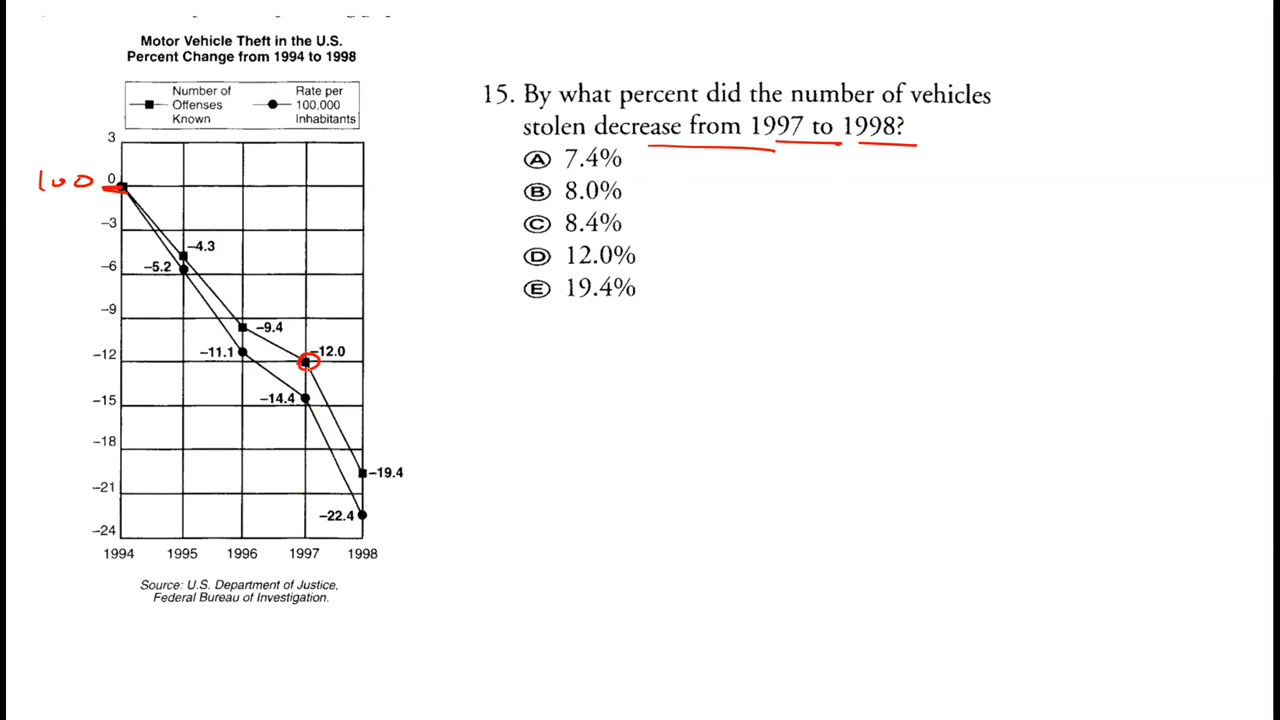 Motor Vehicle Theft in the U.S.
Percent Change from 1994 to 1998
Number of
Offenses
Known
Rate per
100,000
Inhabitants
3
0
100
−3
−6
−9
−12
−15
−18
−21
−24
−4.3
−5.2
−9.4
−11.1
−12.0
−14.4
−19.4
−22.4
1994 1995 1996 1997 1998
Source: U.S. Department of Justice,
Federal Bureau of Investigation.
15. By what percent did the number of vehicles
stolen decrease from 1997 to 1998?
A 7.4%
B 8.0%
C 8.4%
D 12.0%
E 19.4%